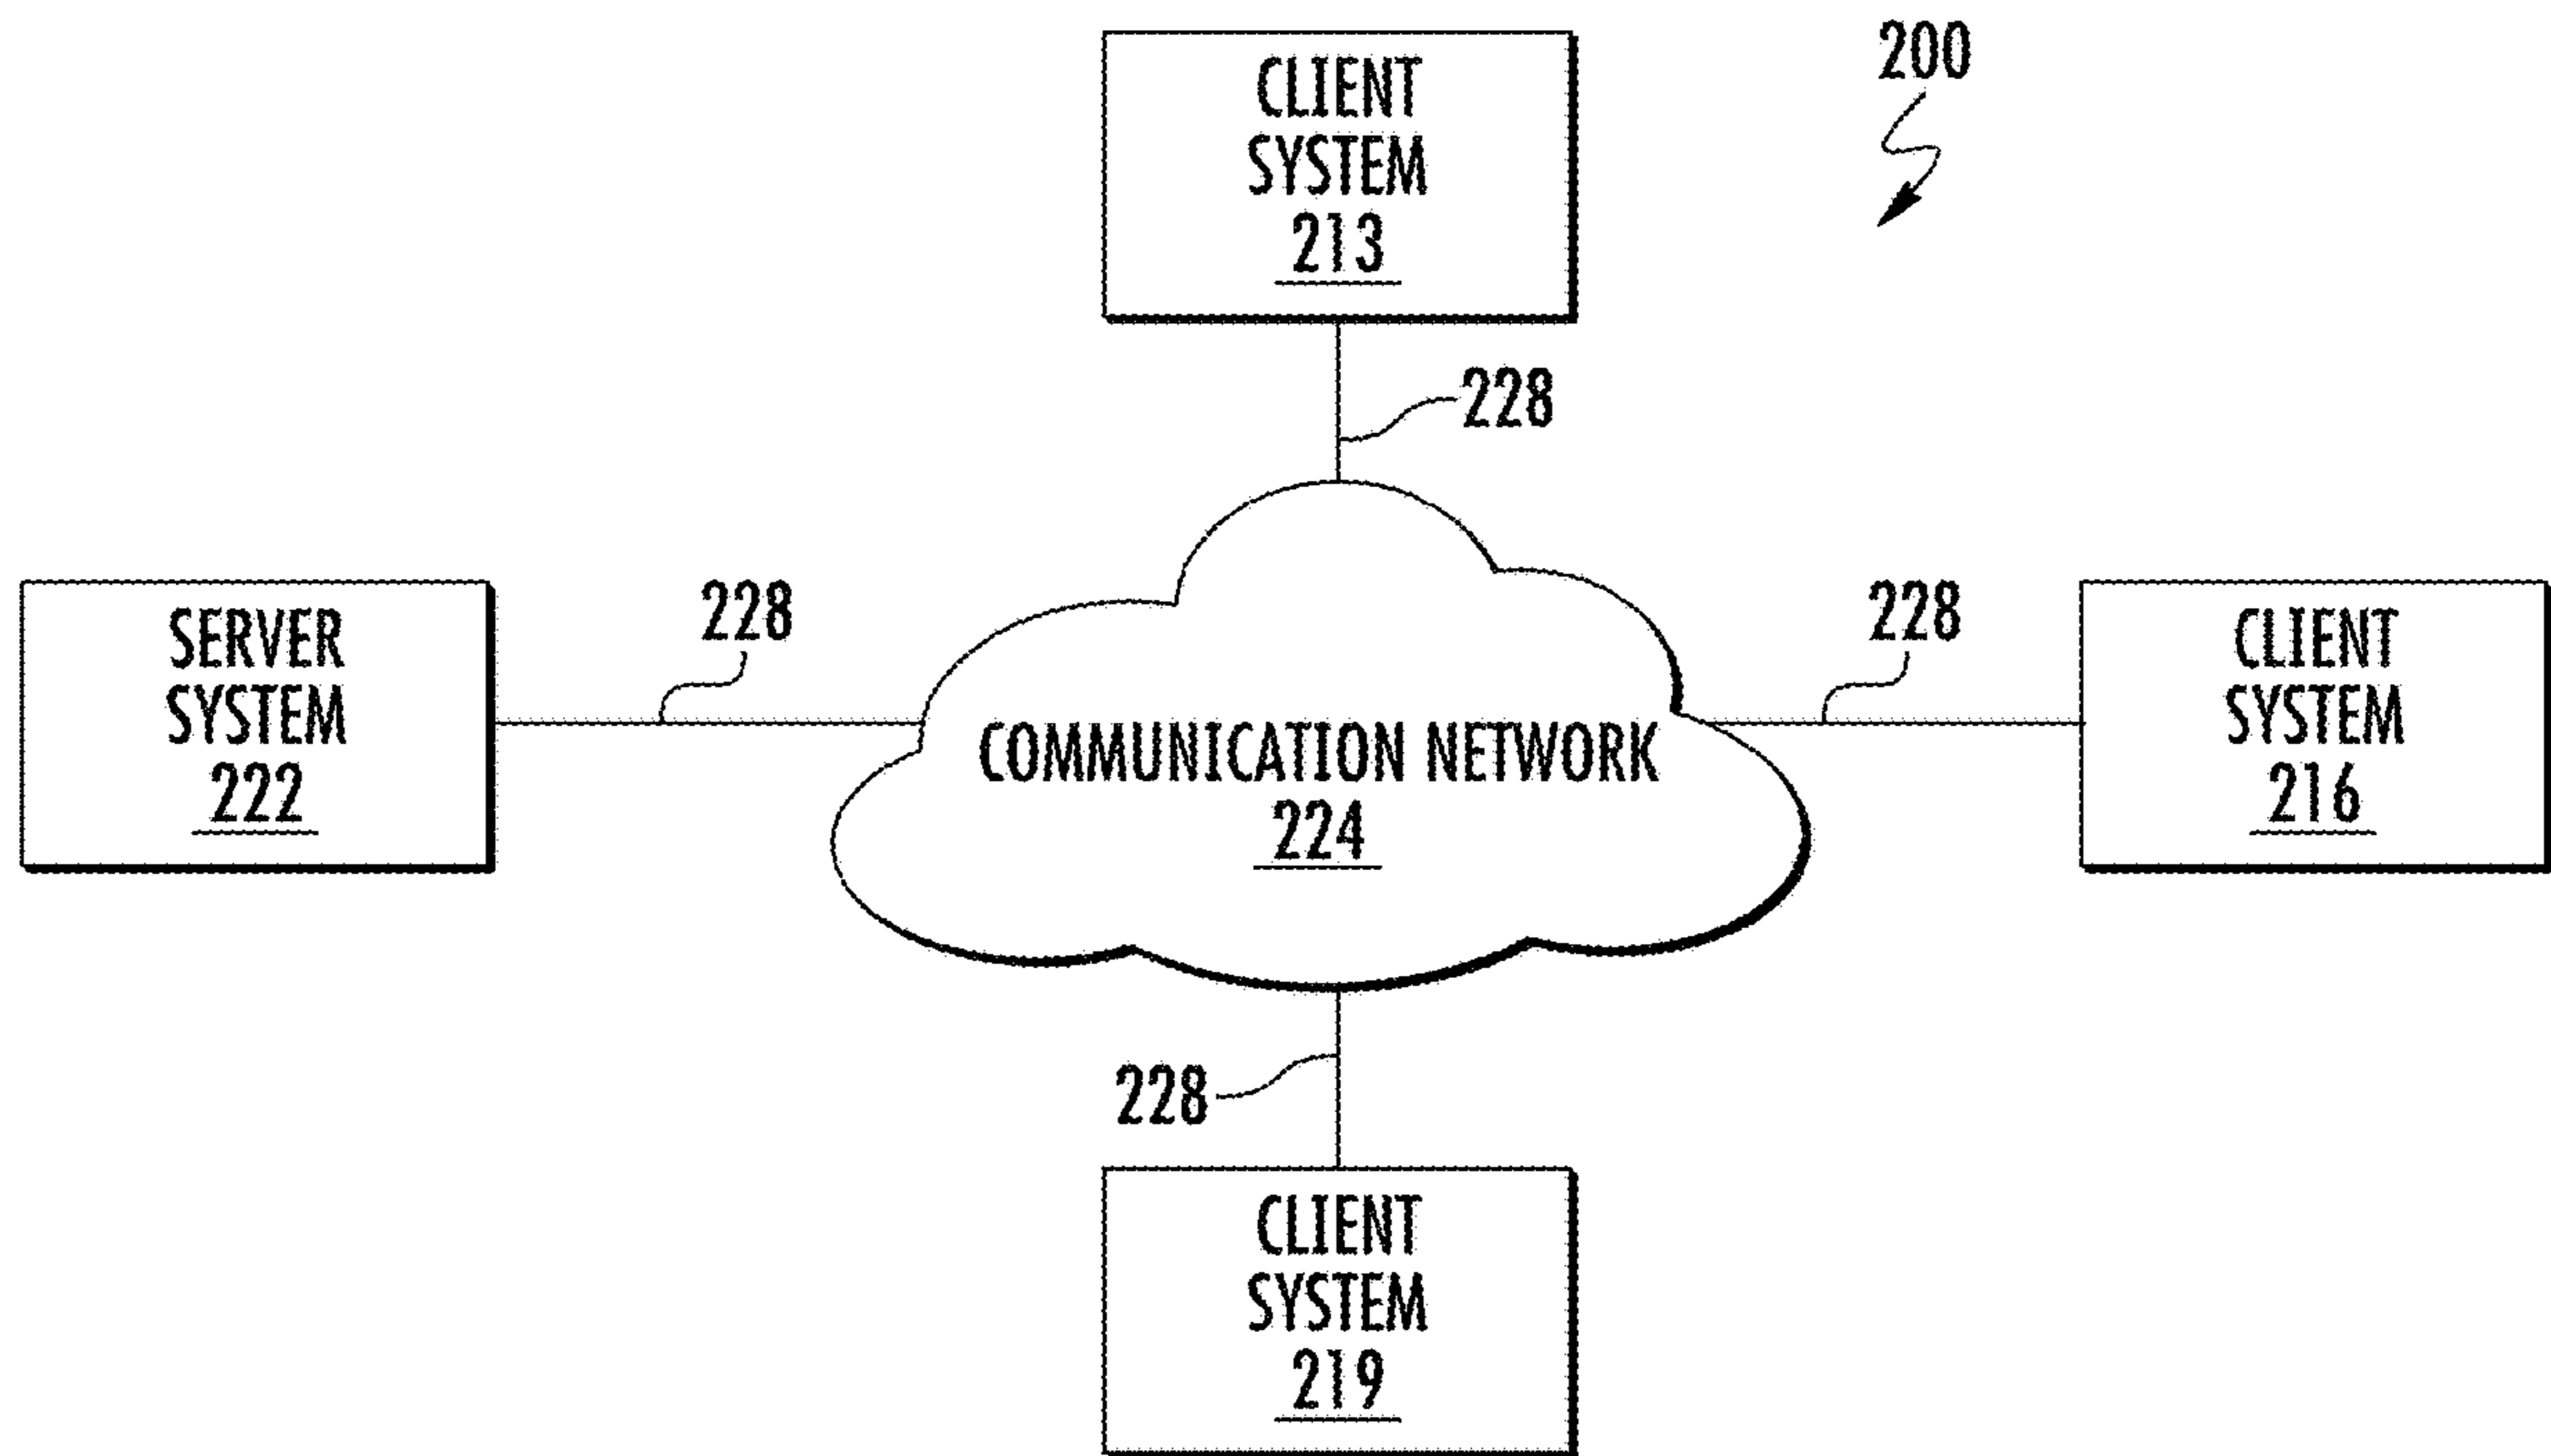 200
CLIENT
SYSTEM
213
228
SERVER
SYSTEM
222
228
COMMUNICATION NETWORK
224
228
CLIENT
SYSTEM
216
228
CLIENT
SYSTEM
219